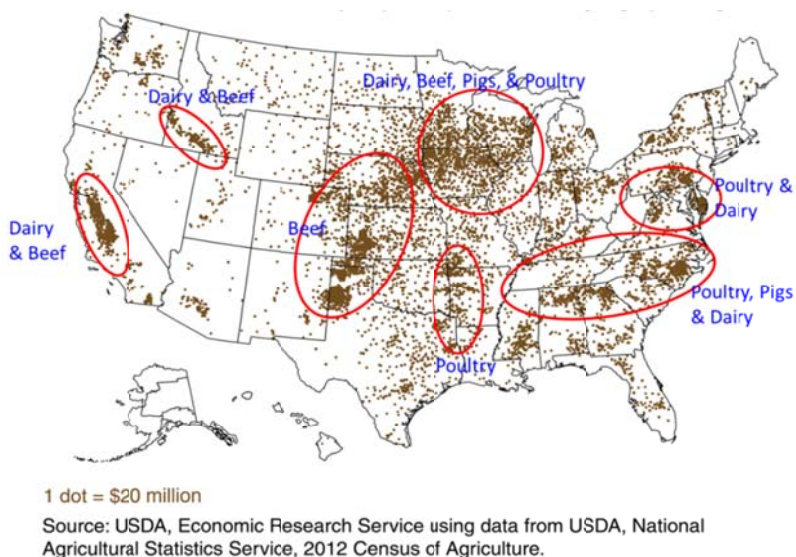 Dairy, Beef, Pigs, & Poultry
Dairy & Beef
Poultry &
Dairy
Dairy
& Beef
Beef
Poultry, Pigs
& Dairy
Poultry
1 dot = $20 million
Source: USDA, Economic Research Service using data from USDA, National
Agricultural Statistics Service, 2012 Census of Agriculture.